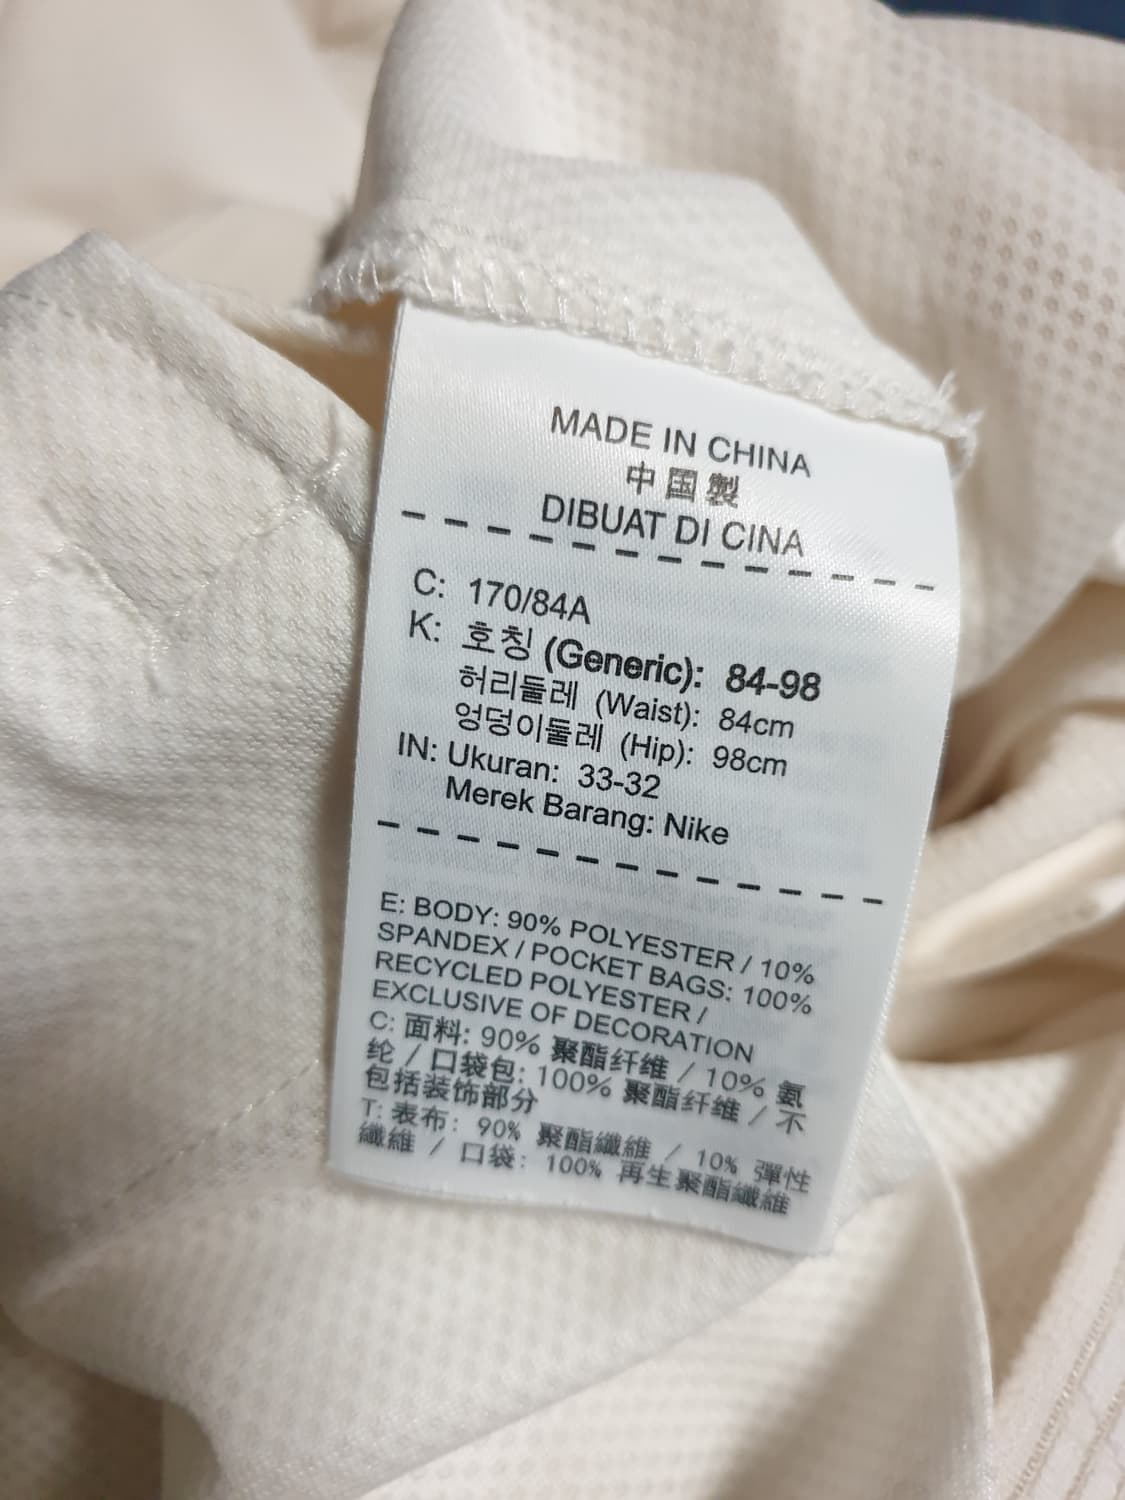 MADE IN CHINA
中国製
DIBUAT DI CINA
C: 170/84A
K: 호칭 (Generic): 84-98
허리둘레 (Waist): 84cm
엉덩이둘레 (Hip): 98cm
IN: Ukuran: 33-32
Merek Barang: Nike
E: BODY: 90% POLYESTER / 10%
SPANDEX / POCKET BAGS: 100%
RECYCLED POLYESTER /
EXCLUSIVE OF DECORATION
C: 面料: 90% 聚酯纤维 / 10% 氨
纶 / 口袋包: 100% 聚酯纤维 / 不
包括装饰部分
T: 表布: 90% 聚酯纖維 / 10% 彈性
纖維 / 口袋: 100% 再生聚酯纖維